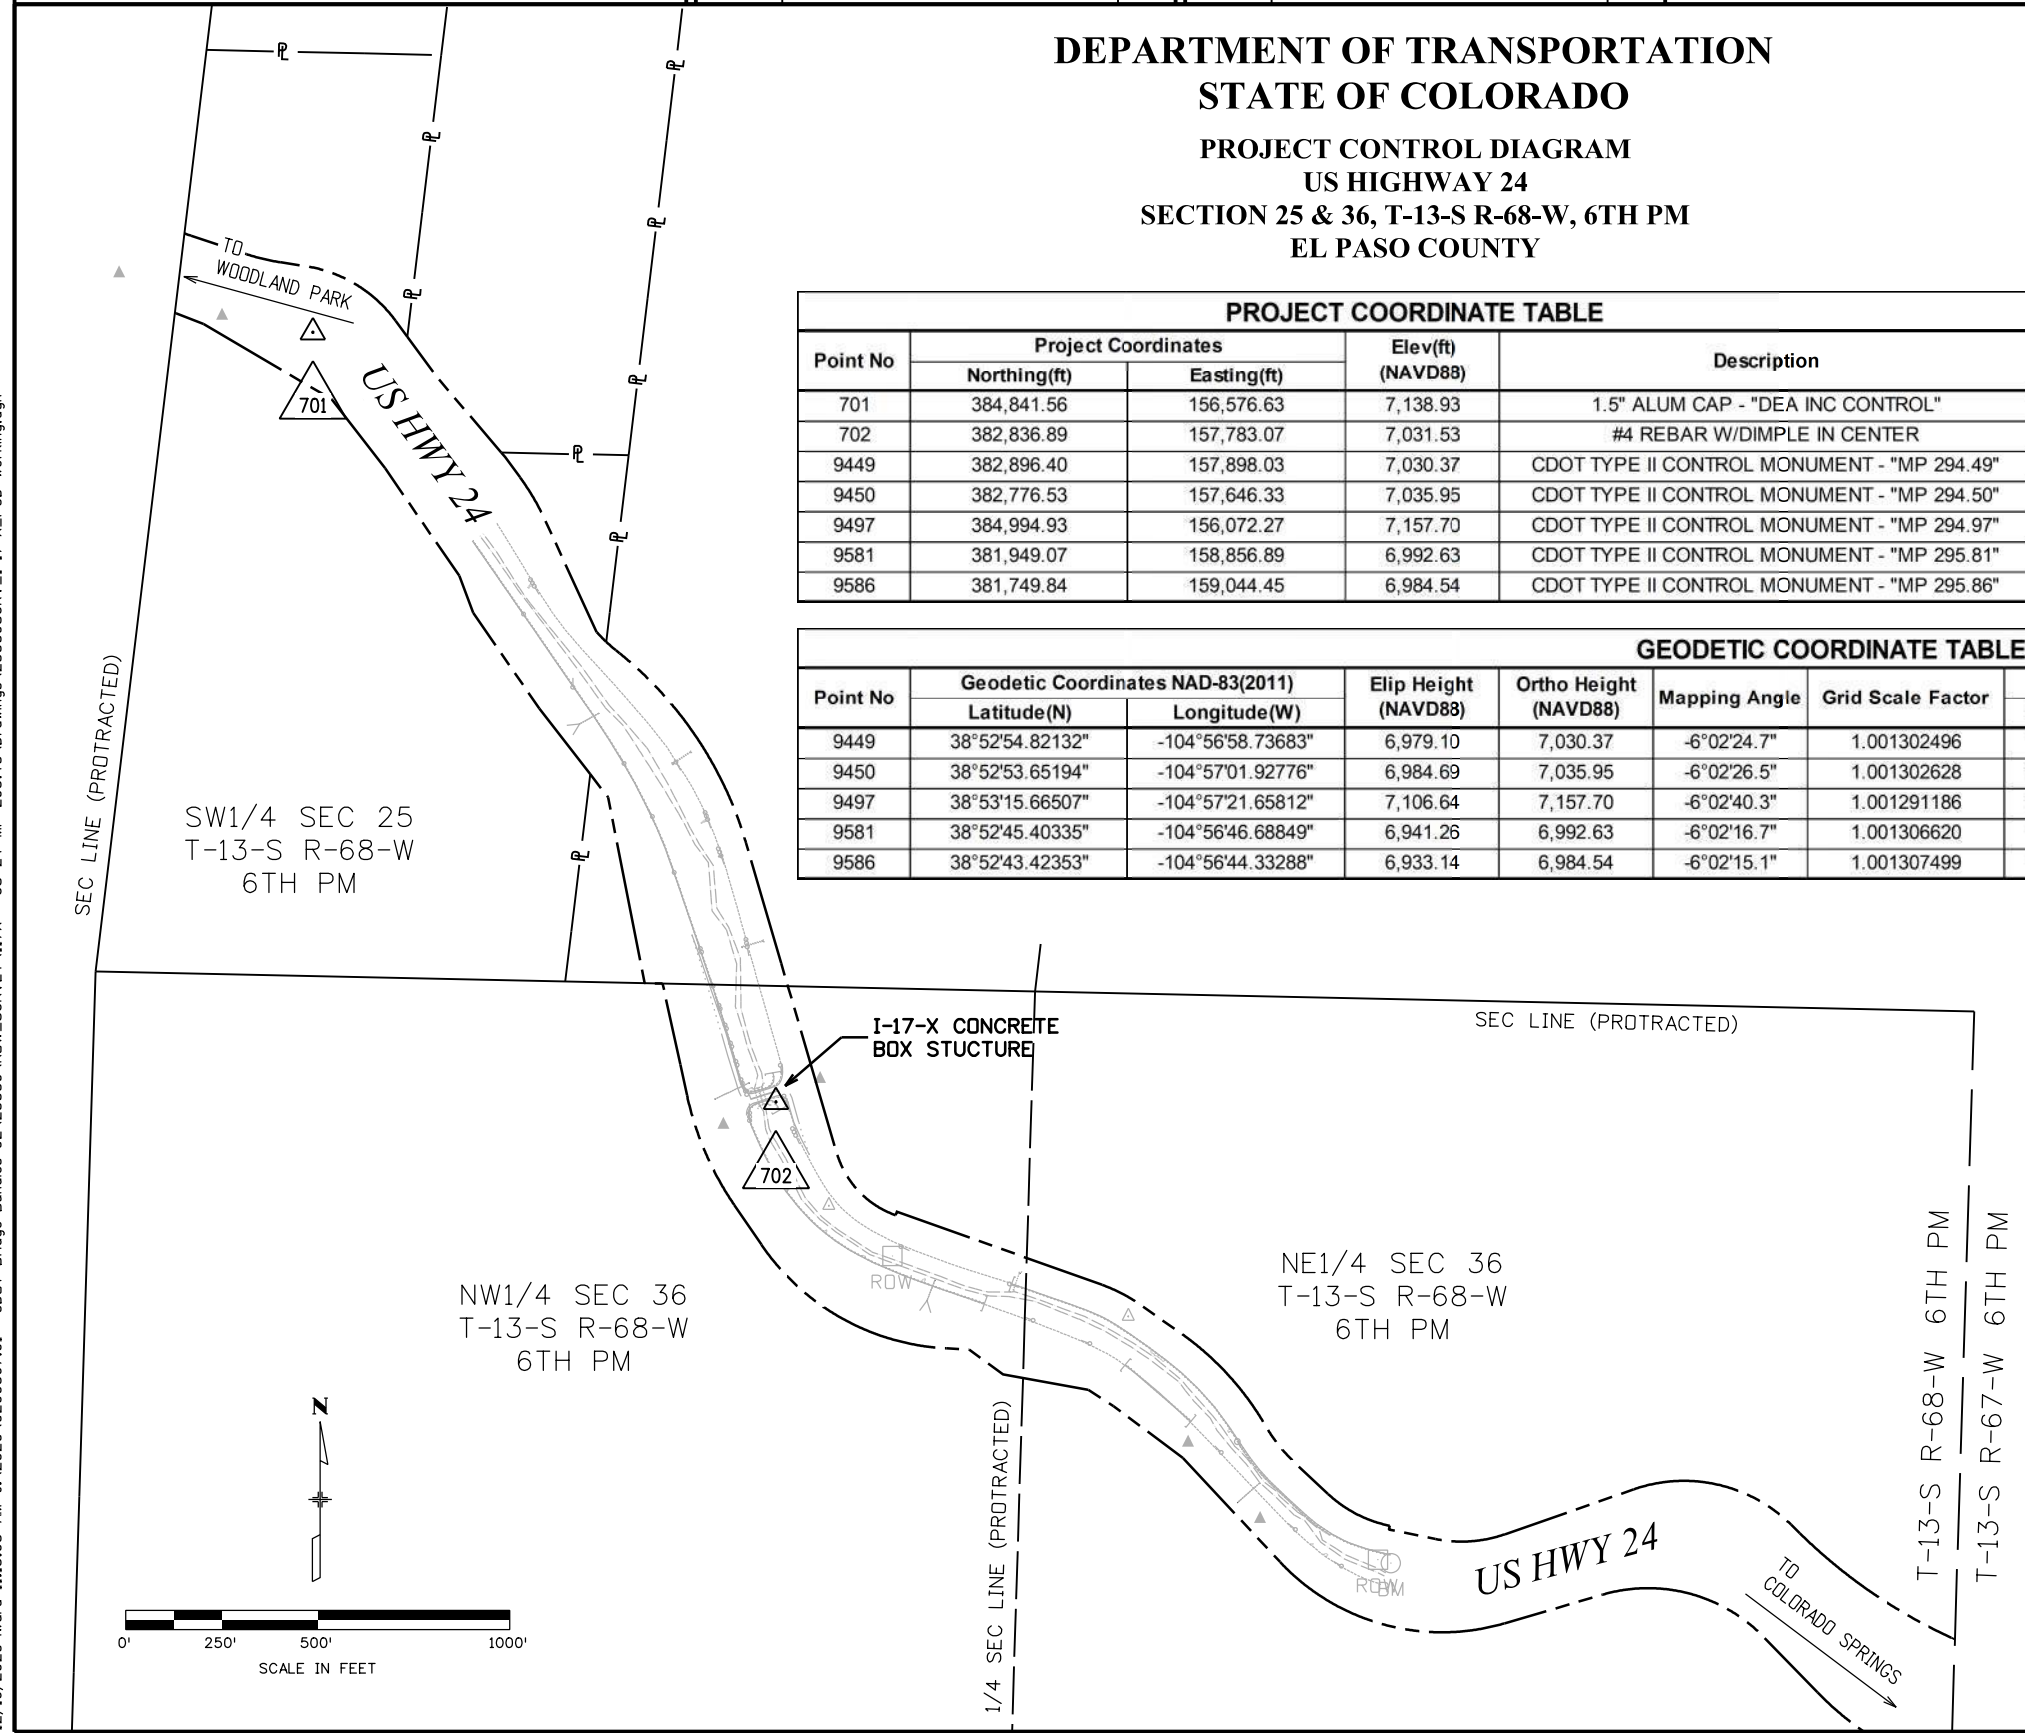 DEPARTMENT OF TRANSPORTATION
STATE OF COLORADO
PROJECT CONTROL DIAGRAM
US HIGHWAY 24
SECTION 25 & 36, T-13-S R-68-W, 6TH PM
EL PASO COUNTY
PROJECT COORDINATE TABLE
Point No Project Coordinates Elev(ft) (NAVD88) Description
Northing(ft) Easting(ft)
701 384,841.56 156,576.63 7,138.93 1.5" ALUM CAP - "DEA INC CONTROL"
702 382,836.89 157,783.07 7,031.53 #4 REBAR W/DIMPLE IN CENTER
9449 382,896.40 157,898.03 7,030.37 CDOT TYPE II CONTROL MONUMENT - "MP 294.49"
9450 382,776.53 157,646.33 7,035.95 CDOT TYPE II CONTROL MONUMENT - "MP 294.50"
9497 384,994.93 156,072.27 7,157.70 CDOT TYPE II CONTROL MONUMENT - "MP 294.97"
9581 381,949.07 158,856.89 6,992.63 CDOT TYPE II CONTROL MONUMENT - "MP 295.81"
9586 381,749.84 159,044.45 6,984.54 CDOT TYPE II CONTROL MONUMENT - "MP 295.86"
GEODETIC COORDINATE TABLE
Point No Geodetic Coordinates NAD-83(2011) Elip Height (NAVD88) Ortho Height (NAVD88) Mapping Angle Grid Scale Factor
Latitude(N) Longitude(W)
9449 38°52'54.82132" -104°56'58.73683" 6,979.10 7,030.37 -6°02'24.7" 1.001302496
9450 38°52'53.65194" -104°57'01.92776" 6,984.69 7,035.95 -6°02'26.5" 1.001302628
9497 38°53'15.66507" -104°57'21.65812" 7,106.64 7,157.70 -6°02'40.3" 1.001291186
9581 38°52'45.40335" -104°56'46.68849" 6,941.26 6,992.63 -6°02'16.7" 1.001306620
9586 38°52'43.42353" -104°56'44.33288" 6,933.14 6,984.54 -6°02'15.1" 1.001307499
PL
PL
PL
PL
PL
PL
PL
PL
PL
TO
WOODLAND PARK
701
US HWY 24
SEC LINE (PROTRACTED)
SW1/4 SEC 25
T-13-S R-68-W
6TH PM
I-17-X CONCRETE
BOX STUCTURE
SEC LINE (PROTRACTED)
702
ROW
NW1/4 SEC 36
T-13-S R-68-W
6TH PM
NE1/4 SEC 36
T-13-S R-68-W
6TH PM
T-13-S R-68-W 6TH PM
T-13-S R-67-W 6TH PM
1/4 SEC LINE (PROTRACTED)
N
ROW
BM
US HWY 24
TO
COLORADO SPRINGS
0' 250' 500' 1000'
SCALE IN FEET